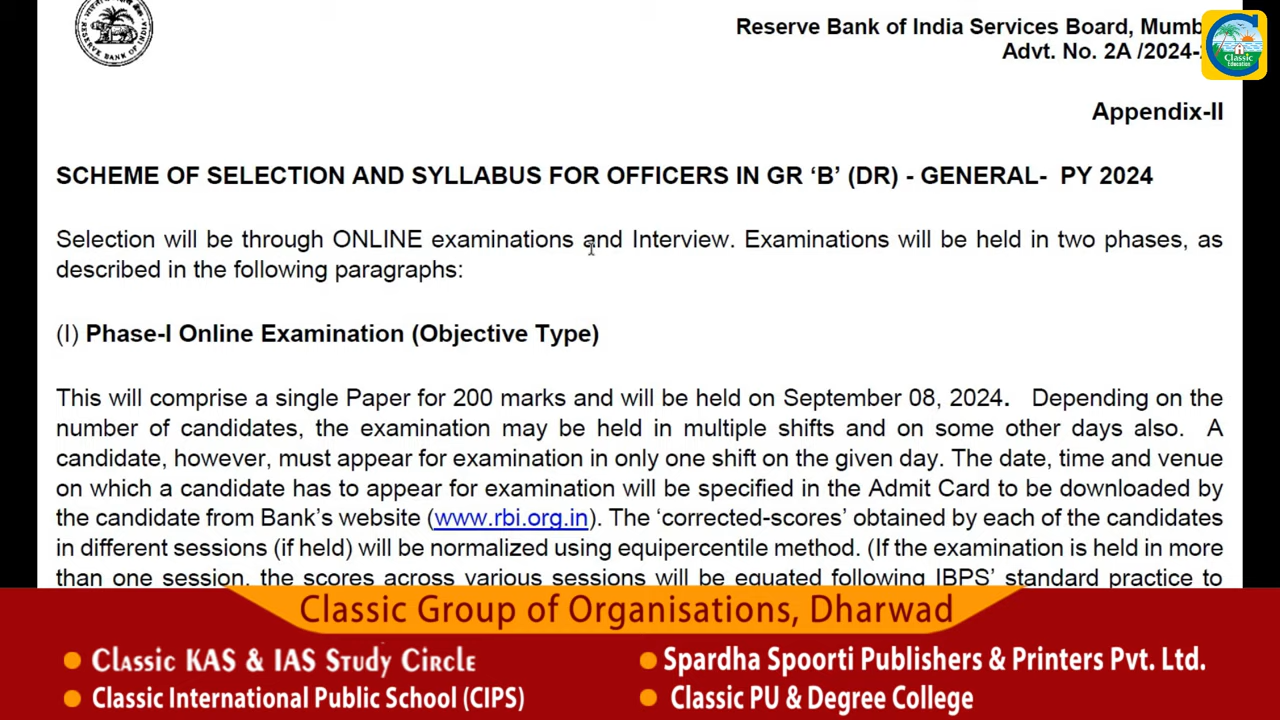 RESERVE BANK OF INDIA
Reserve Bank of India Services Board,
Advt. No. 2A
Classic
Education
Appendix-II
SCHEME OF SELECTION AND SYLLABUS FOR OFFICERS IN GR ‘B’ (DR) - GENERAL- PY 2024
Selection will be through ONLINE examinations and Interview. Examinations will be held in two phases, as
described in the following paragraphs:
(I) Phase-I Online Examination (Objective Type)
This will comprise a single Paper for 200 marks and will be held on September 08, 2024. Depending on the
number of candidates, the examination may be held in multiple shifts and on some other days also. A
candidate, however, must appear for examination in only one shift on the given day. The date, time and venue
on which a candidate has to appear for examination will be specified in the Admit Card to be downloaded by
the candidate from Bank’s website (www.rbi.org.in). The ‘corrected-scores’ obtained by each of the candidates
in different sessions (if held) will be normalized using equipercentile method. (If the examination is held in more
than one session, the scores across various sessions will be equated following IBPS’ standard practice to
Classic Group of Organisations, Dharwad
Classic KAS & IAS Study Circle
Spardha Spoorti Publishers & Printers Pvt. Ltd.
Classic International Public School (CIPS)
Classic PU & Degree College